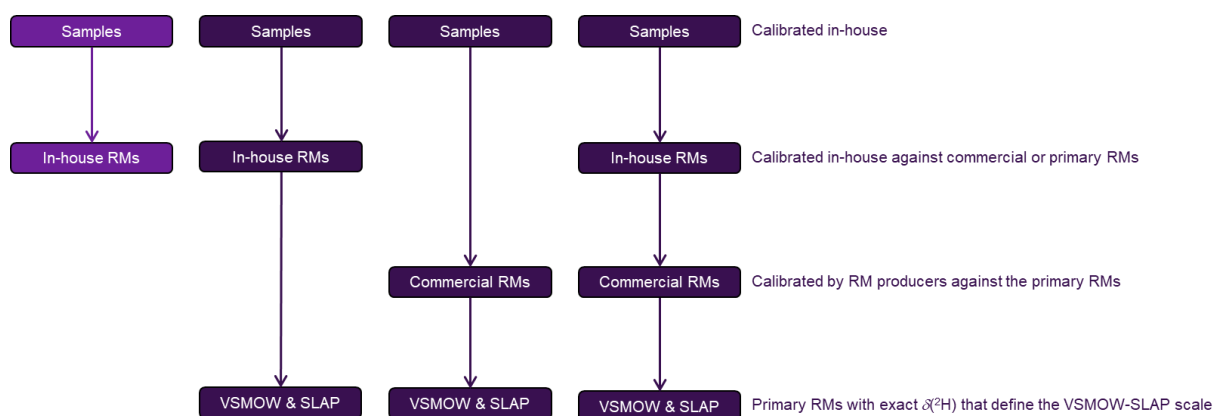 Samples Samples Samples Samples Calibrated in-house
In-house RMs In-house RMs In-house RMs Calibrated in-house against commercial or primary RMs
Commercial RMs Commercial RMs Calibrated by RM producers against the primary RMs
VSMOW & SLAP VSMOW & SLAP VSMOW & SLAP Primary RMs with exact δ(²H) that define the VSMOW-SLAP scale